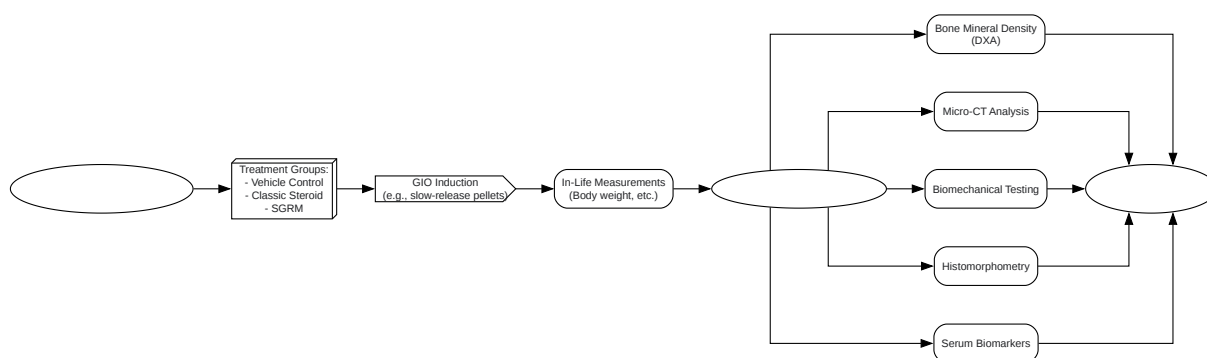 Treatment Groups:
- Vehicle Control
- Classic Steroid
- SGRM
GIO Induction
(e.g., slow-release pellets)
In-Life Measurements
(Body weight, etc.)
Bone Mineral Density
(DXA)
Micro-CT Analysis
Biomechanical Testing
Histomorphometry
Serum Biomarkers